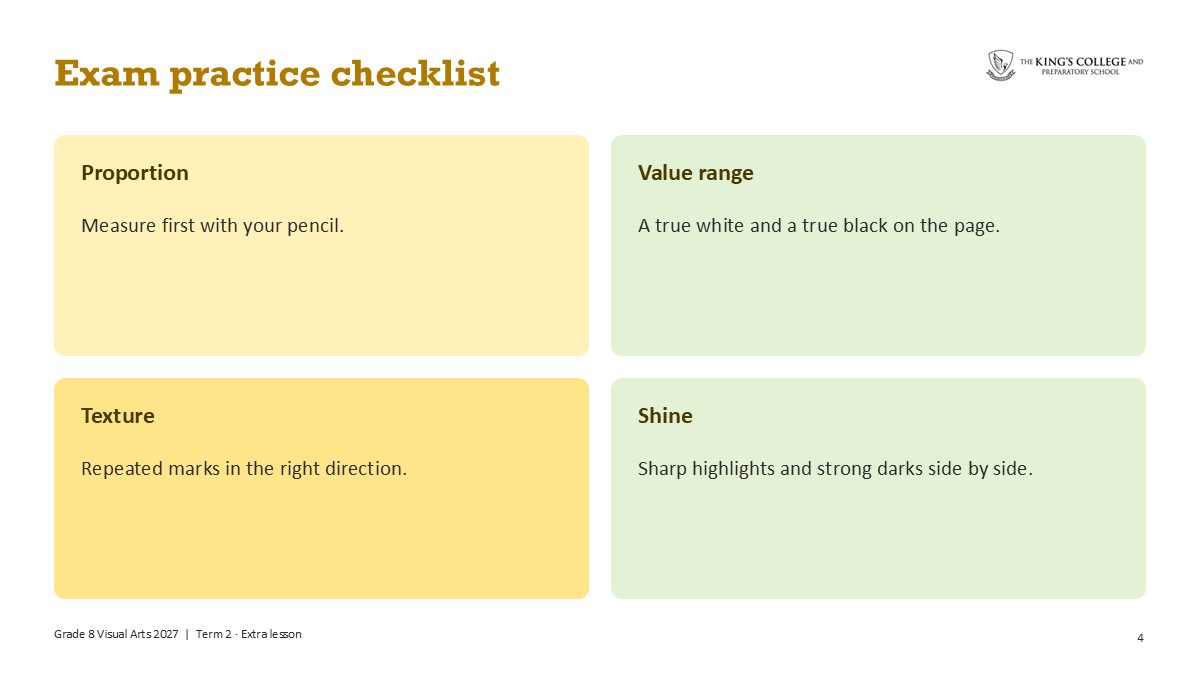 Exam practice checklist
THE KING'S COLLEGE AND
PREPARATORY SCHOOL
Proportion
Measure first with your pencil.
Value range
A true white and a true black on the page.
Texture
Repeated marks in the right direction.
Shine
Sharp highlights and strong darks side by side.
Grade 8 Visual Arts 2027 | Term 2 · Extra lesson
4